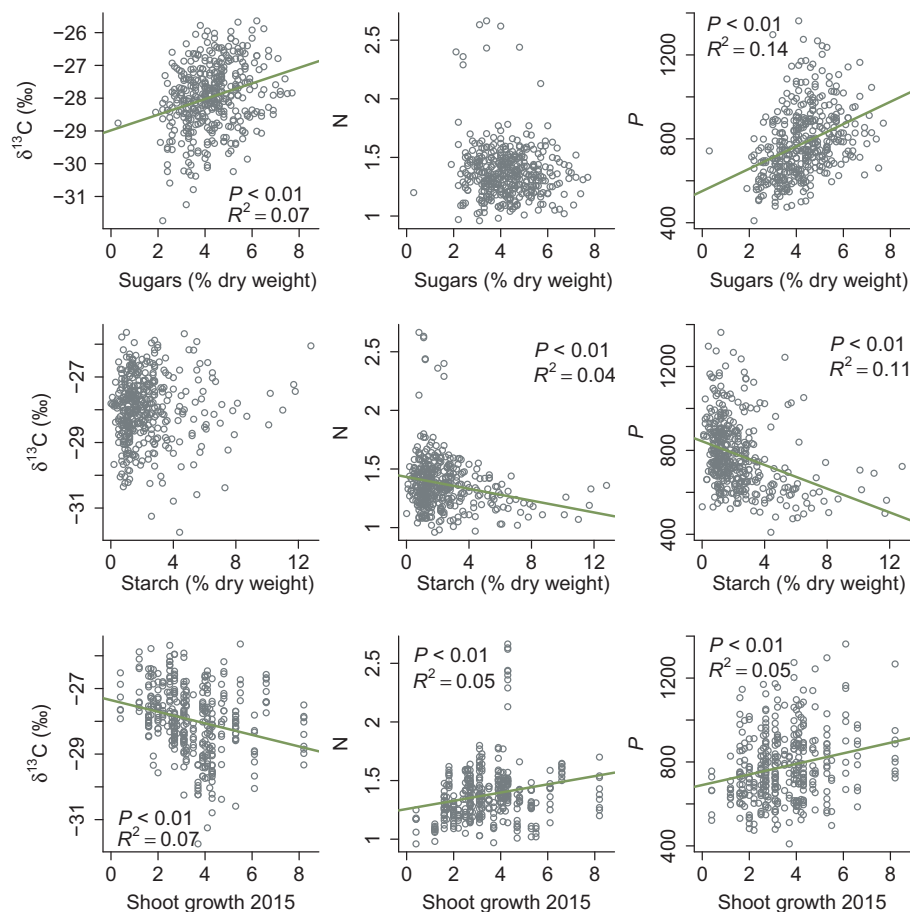 δ¹³C (‰)
−26
−27
−28
−29
−30
−31
P < 0.01
R² = 0.07
0 2 4 6 8
Sugars (% dry weight)
N
2.5
2
1.5
1
0 2 4 6 8
Sugars (% dry weight)
P
1200
800
400
P < 0.01
R² = 0.14
0 2 4 6 8
Sugars (% dry weight)
δ¹³C (‰)
−27
−29
−31
0 4 8 12
Starch (% dry weight)
N
2.5
2
1.5
1
P < 0.01
R² = 0.04
0 4 8 12
Starch (% dry weight)
P
1200
800
400
P < 0.01
R² = 0.11
0 4 8 12
Starch (% dry weight)
δ¹³C (‰)
−27
−29
−31
P < 0.01
R² = 0.07
0 2 4 6 8
Shoot growth 2015
N
2.5
2
1.5
1
P < 0.01
R² = 0.05
0 2 4 6 8
Shoot growth 2015
P
1200
800
400
P < 0.01
R² = 0.05
0 2 4 6 8
Shoot growth 2015